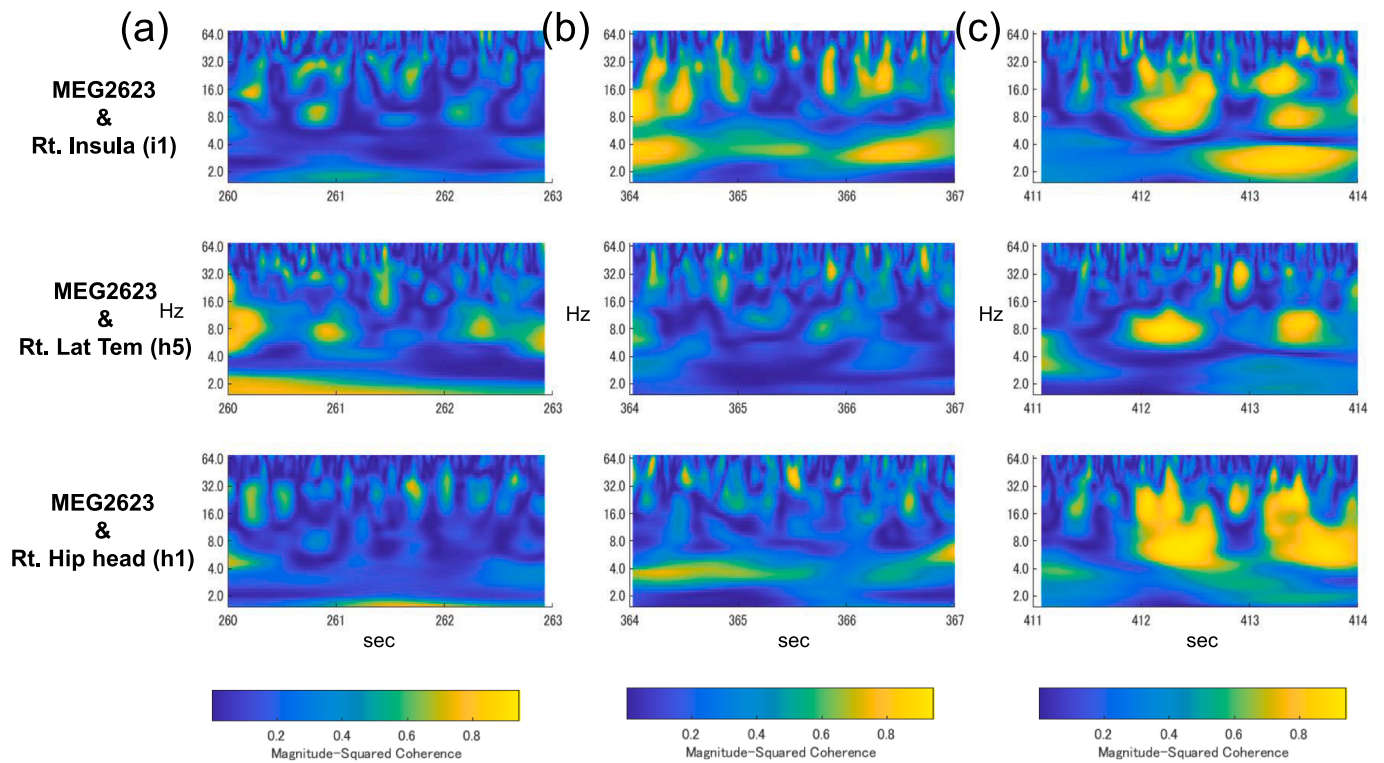 (a) (b) (c)
MEG2623
&
Rt. Insula (i1)
64.0 64.0 64.0
32.0 32.0 32.0
16.0 16.0 16.0
8.0 8.0 8.0
4.0 4.0 4.0
2.0 2.0 2.0
260 261 262 263 364 365 366 367 411 412 413 414
MEG2623
&
Rt. Lat Tem (h5)
Hz Hz Hz
64.0 64.0 64.0
32.0 32.0 32.0
16.0 16.0 16.0
8.0 8.0 8.0
4.0 4.0 4.0
2.0 2.0 2.0
260 261 262 263 364 365 366 367 411 412 413 414
MEG2623
&
Rt. Hip head (h1)
64.0 64.0 64.0
32.0 32.0 32.0
16.0 16.0 16.0
8.0 8.0 8.0
4.0 4.0 4.0
2.0 2.0 2.0
260 261 262 263 364 365 366 367 411 412 413 414
sec sec sec
0.2 0.4 0.6 0.8 0.2 0.4 0.6 0.8 0.2 0.4 0.6 0.8
Magnitude-Squared Coherence Magnitude-Squared Coherence Magnitude-Squared Coherence